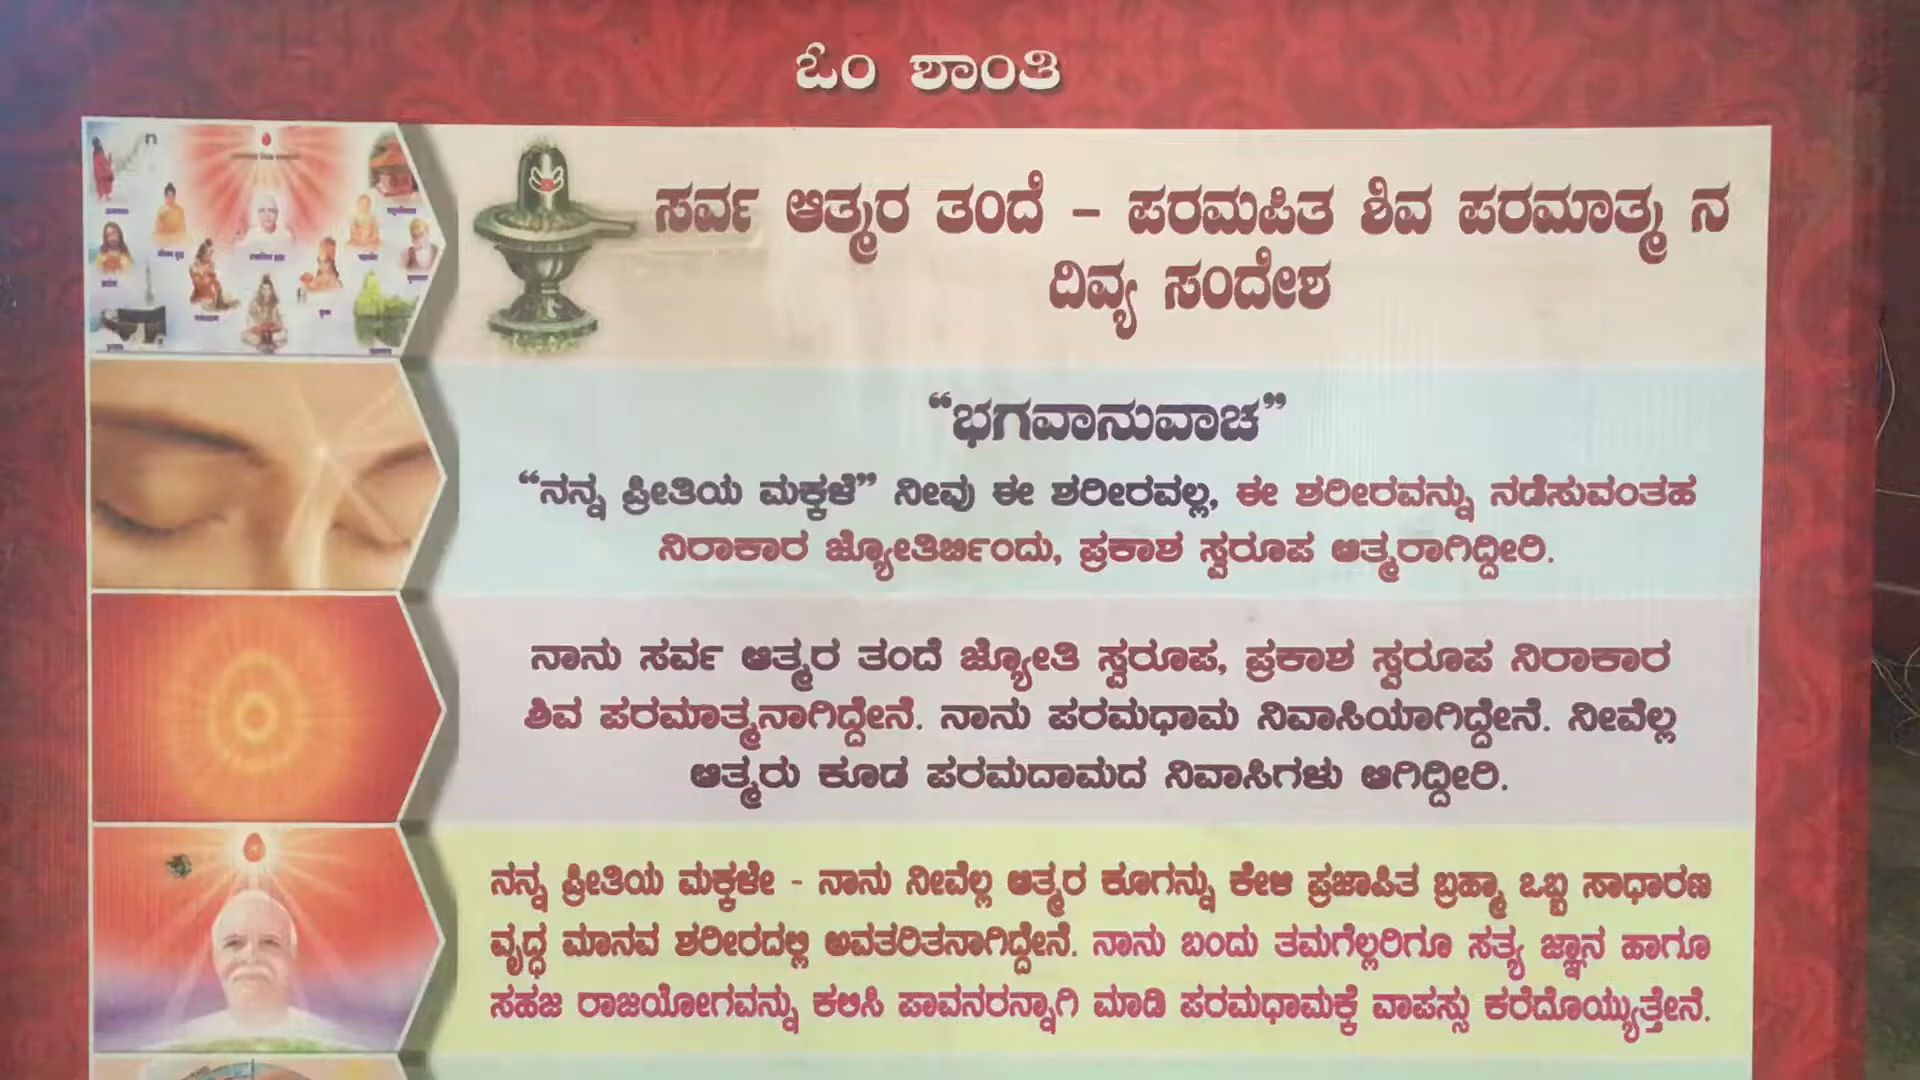 ಓಂ ಶಾಂತಿ
ಸರ್ವ ಆತ್ಮರ ತಂದೆ – ಪರಮಪಿತ ಶಿವ ಪರಮಾತ್ಮ ನ
ದಿವ್ಯ ಸಂದೇಶ
“ಭಗವಾನುವಾಚ”
“ನನ್ನ ಪ್ರೀತಿಯ ಮಕ್ಕಳೆ” ನೀವು ಈ ಶರೀರವಲ್ಲ, ಈ ಶರೀರವನ್ನು ನಡೆಸುವಂತಹ
ನಿರಾಕಾರ ಜ್ಯೋತಿರ್ಬಿಂದು, ಪ್ರಕಾಶ ಸ್ವರೂಪ ಆತ್ಮರಾಗಿದ್ದೀರಿ.
ನಾನು ಸರ್ವ ಆತ್ಮರ ತಂದೆ ಜ್ಯೋತಿ ಸ್ವರೂಪ, ಪ್ರಕಾಶ ಸ್ವರೂಪ ನಿರಾಕಾರ
ಶಿವ ಪರಮಾತ್ಮನಾಗಿದ್ದೇನೆ. ನಾನು ಪರಮಧಾಮ ನಿವಾಸಿಯಾಗಿದ್ದೇನೆ. ನೀವೆಲ್ಲ
ಆತ್ಮರು ಕೂಡ ಪರಮದಾಮದ ನಿವಾಸಿಗಳು ಆಗಿದ್ದೀರಿ.
ನನ್ನ ಪ್ರೀತಿಯ ಮಕ್ಕಳೇ - ನಾನು ನೀವೆಲ್ಲ ಆತ್ಮರ ಕೂಗನ್ನು ಕೇಳಿ ಪ್ರಜಾಪಿತ ಬ್ರಹ್ಮಾ ಒಬ್ಬ ಸಾಧಾರಣ
ವೃದ್ಧ ಮಾನವ ಶರೀರದಲ್ಲಿ ಅವತರಿತನಾಗಿದ್ದೇನೆ. ನಾನು ಬಂದು ತಮಗೆಲ್ಲರಿಗೂ ಸತ್ಯ ಜ್ಞಾನ ಹಾಗೂ
ಸಹಜ ರಾಜಯೋಗವನ್ನು ಕಲಿಸಿ ಪಾವನರನ್ನಾಗಿ ಮಾಡಿ ಪರಮಧಾಮಕ್ಕೆ ವಾಪಸ್ಸು ಕರೆದೊಯ್ಯುತ್ತೇನೆ.